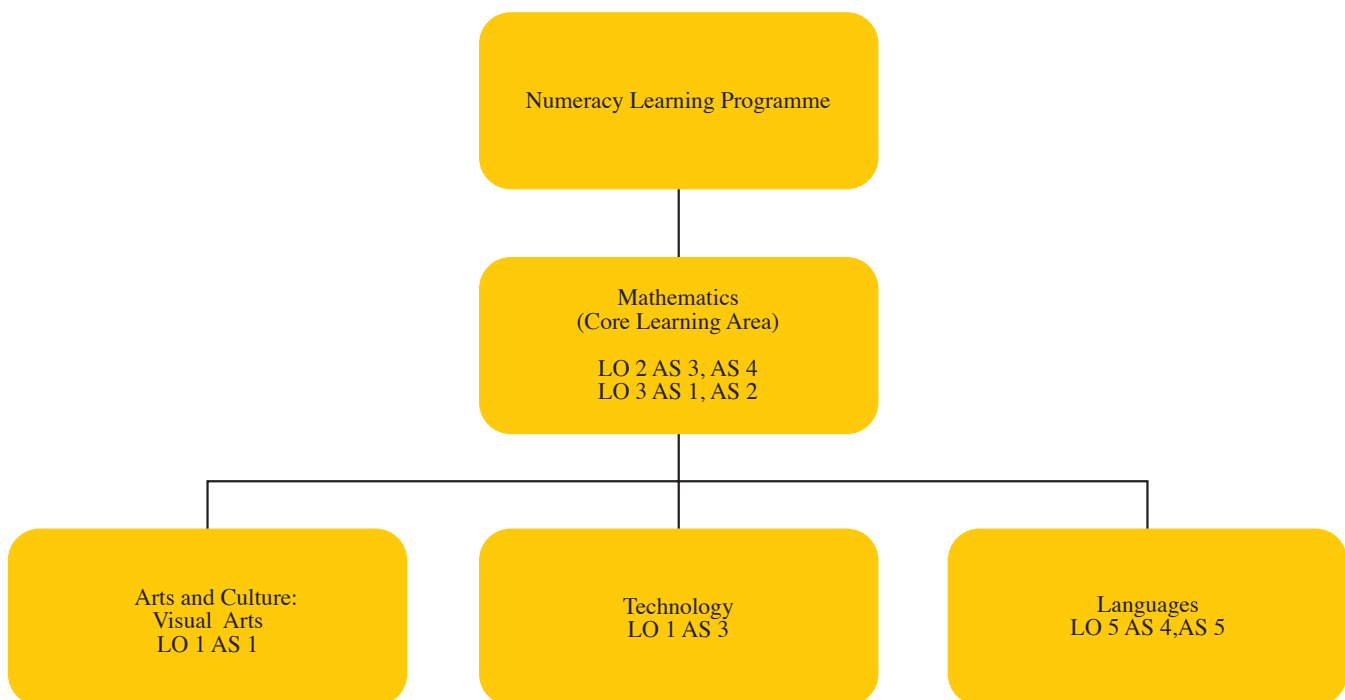 Numeracy Learning Programme
Mathematics
(Core Learning Area)
LO 2 AS 3, AS 4
LO 3 AS 1, AS 2
Arts and Culture:
Visual Arts
LO 1 AS 1
Technology
LO 1 AS 3
Languages
LO 5 AS 4,AS 5